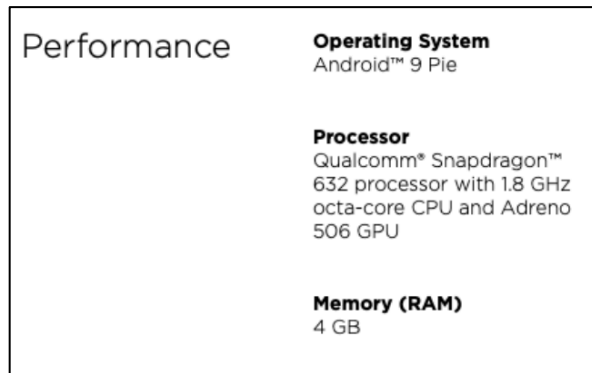 Performance
Operating System
Android™ 9 Pie
Processor
Qualcomm® Snapdragon™
632 processor with 1.8 GHz
octa-core CPU and Adreno
506 GPU
Memory (RAM)
4 GB